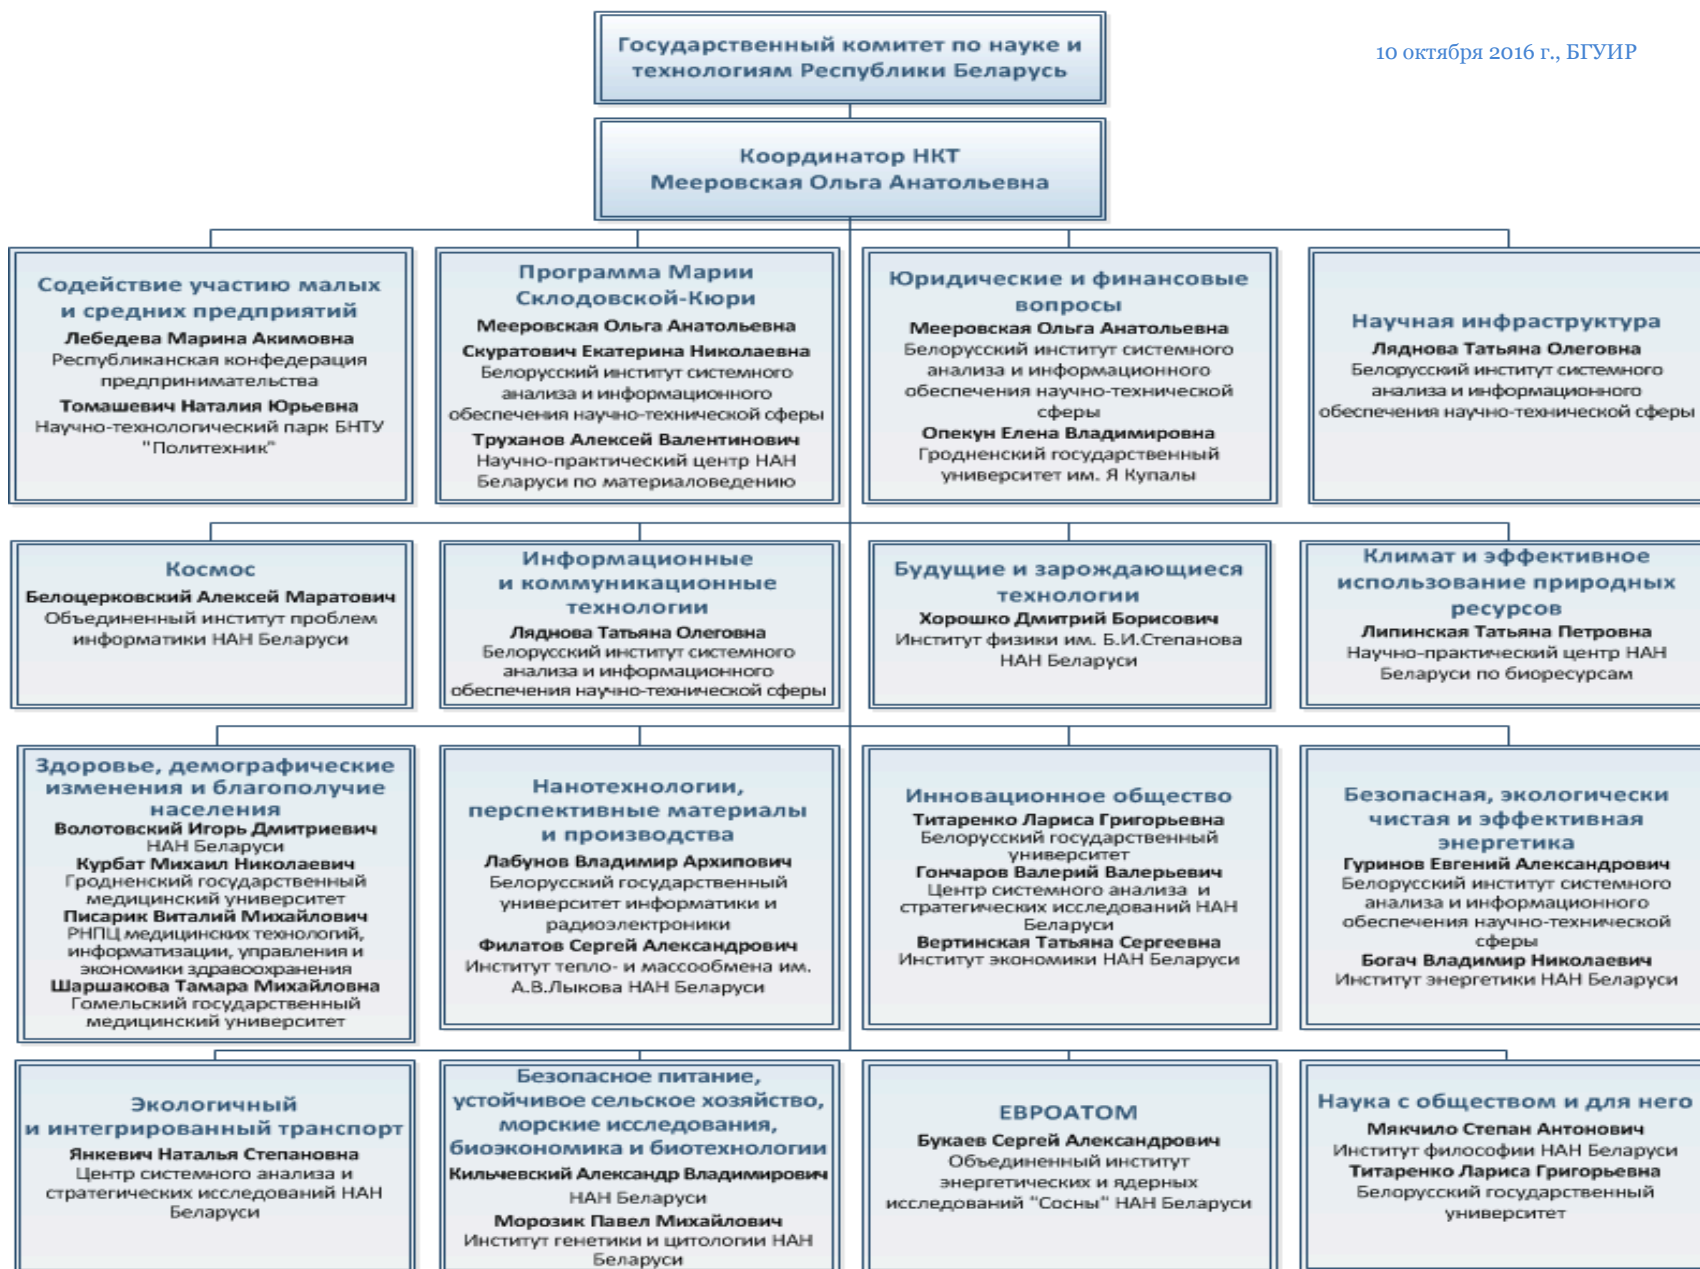 Государственный комитет по науке и
технологиям Республики Беларусь
10 октября 2016 г., БГУИР
Координатор НКТ
Мееровская Ольга Анатольевна
Содействие участию малых
и средних предприятий
Лебедева Марина Акимовна
Республиканская конфедерация
предпринимательства
Томашевич Наталия Юрьевна
Научно-технологический парк БНТУ
"Политехник"
Программа Марии
Склодовской-Кюри
Мееровская Ольга Анатольевна
Скуратович Екатерина Николаевна
Белорусский институт системного
анализа и информационного
обеспечения научно-технической сферы
Труханов Алексей Валентинович
Научно-практический центр НАН
Беларуси по материаловедению
Юридические и финансовые
вопросы
Мееровская Ольга Анатольевна
Белорусский институт системного
анализа и информационного
обеспечения научно-технической
сферы
Опекун Елена Владимировна
Гродненский государственный
университет им. Я Купалы
Научная инфраструктура
Ляднова Татьяна Олеговна
Белорусский институт системного
анализа и информационного
обеспечения научно-технической сферы
Космос
Белоцерковский Алексей Маратович
Объединенный институт проблем
информатики НАН Беларуси
Информационные
и коммуникационные
технологии
Ляднова Татьяна Олеговна
Белорусский институт системного
анализа и информационного
обеспечения научно-технической сферы
Будущие и зарождающиеся
технологии
Хорошко Дмитрий Борисович
Институт физики им. Б.И.Степанова
НАН Беларуси
Климат и эффективное
использование природных
ресурсов
Липинская Татьяна Петровна
Научно-практический центр НАН
Беларуси по биоресурсам
Здоровье, демографические
изменения и благополучие
населения
Волотовский Игорь Дмитриевич
НАН Беларуси
Курбат Михаил Николаевич
Гродненский государственный
медицинский университет
Писарик Виталий Михайлович
РНПЦ медицинских технологий,
информатизации, управления и
экономики здравоохранения
Шаршакова Тамара Михайловна
Гомельский государственный
медицинский университет
Нанотехнологии,
перспективные материалы
и производства
Лабунов Владимир Архипович
Белорусский государственный
университет информатики и
радиоэлектроники
Филатов Сергей Александрович
Институт тепло- и массообмена им.
А.В.Лыкова НАН Беларуси
Инновационное общество
Титаренко Лариса Григорьевна
Белорусский государственный
университет
Гончаров Валерий Валерьевич
Центр системного анализа и
стратегических исследований НАН
Беларуси
Вертинская Татьяна Сергеевна
Институт экономики НАН Беларуси
Безопасная, экологически
чистая и эффективная
энергетика
Гуринов Евгений Александрович
Белорусский институт системного
анализа и информационного
обеспечения научно-технической
сферы
Богач Владимир Николаевич
Институт энергетики НАН Беларуси
Экологичный
и интегрированный транспорт
Янкевич Наталья Степановна
Центр системного анализа и
стратегических исследований НАН
Беларуси
Безопасное питание,
устойчивое сельское хозяйство,
морские исследования,
биоэкономика и биотехнологии
Кильчевский Александр Владимирович
НАН Беларуси
Морозик Павел Михайлович
Институт генетики и цитологии НАН
Беларуси
ЕВРОАТОМ
Букаев Сергей Александрович
Объединенный институт
энергетических и ядерных
исследований "Сосны" НАН Беларуси
Наука с обществом и для него
Мякчило Степан Антонович
Институт философии НАН Беларуси
Титаренко Лариса Григорьевна
Белорусский государственный
университет